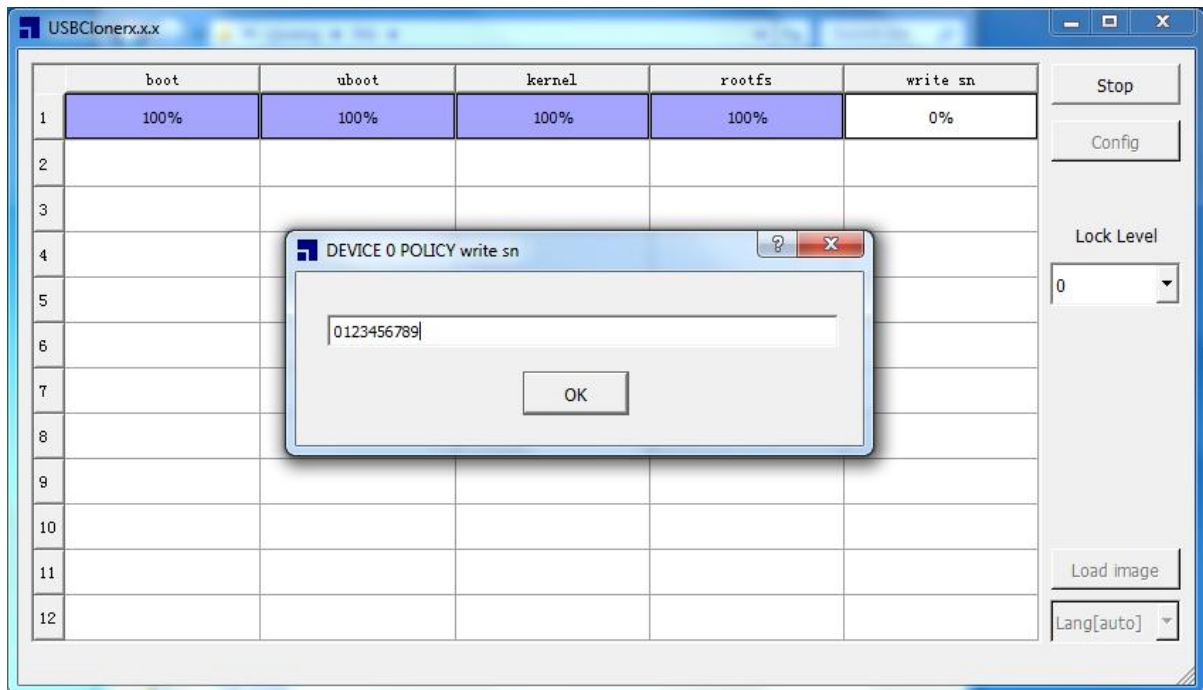 USBClonerx.x.x
boot uboot kernel rootfs write sn
1 100% 100% 100% 100% 0%
2
3
4
5
6
7
8
9
10
11
12
DEVICE 0 POLICY write sn
0123456789
OK
Stop
Config
Lock Level
0
Load image
Lang[auto]